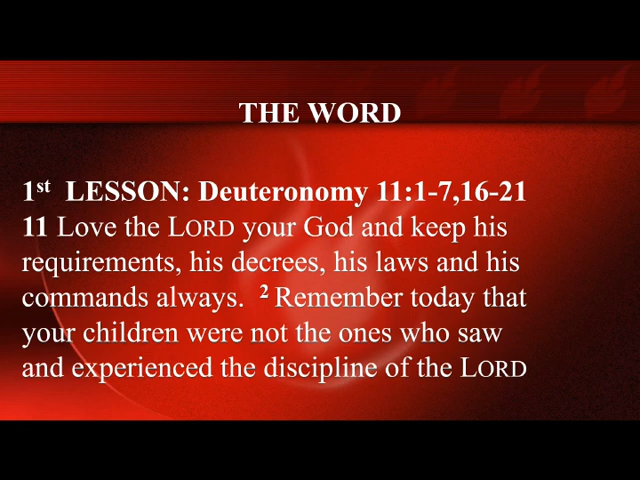 THE WORD
1st LESSON: Deuteronomy 11:1-7,16-21
11 Love the LORD your God and keep his
requirements, his decrees, his laws and his
commands always. 2 Remember today that
your children were not the ones who saw
and experienced the discipline of the LORD